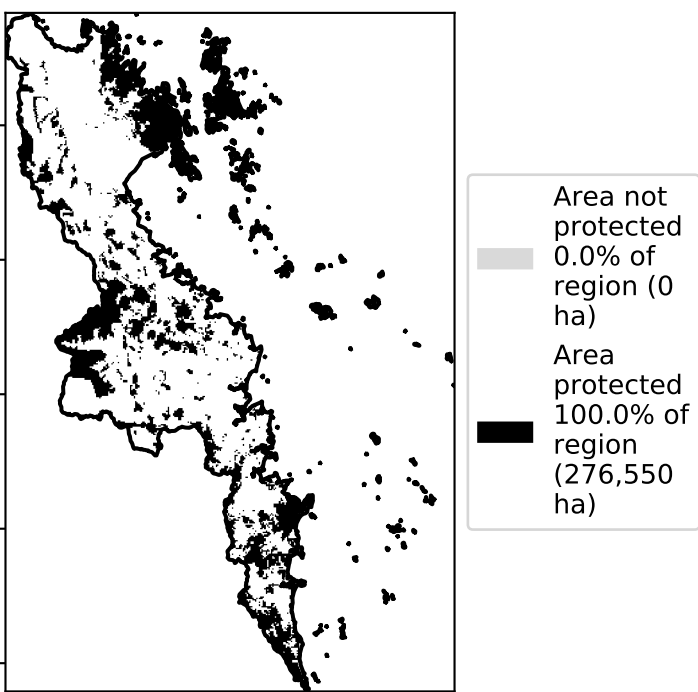 Area not
protected
0.0% of
region (0
ha)
Area
protected
100.0% of
region
(276,550
ha)